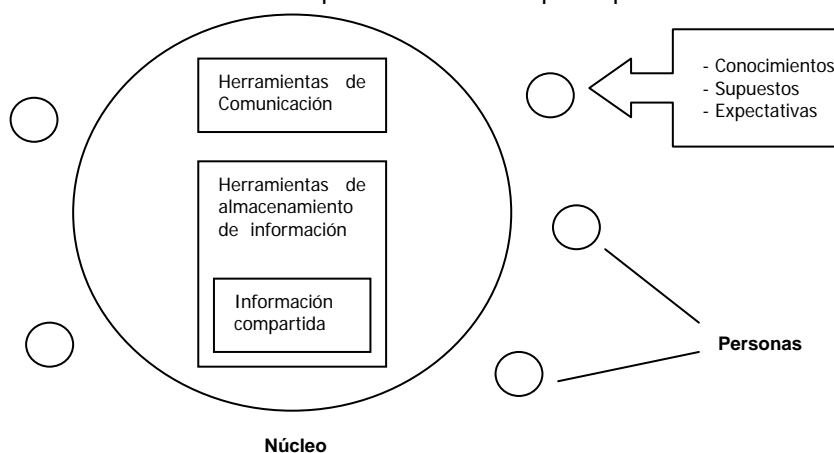 Herramientas de
Comunicación
Herramientas de
almacenamiento
de información
Información
compartida
- Conocimientos
- Supuestos
- Expectativas
Personas
Núcleo